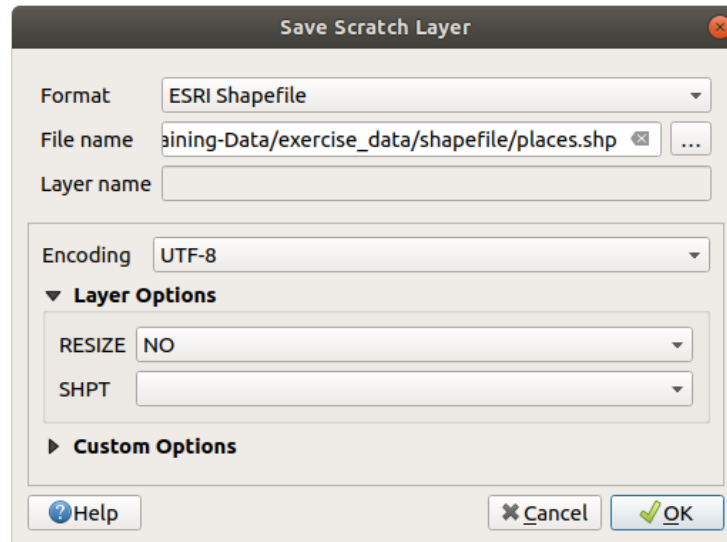 Save Scratch Layer
Format ESRI Shapefile
File name aining-Data/exercise_data/shapefile/places.shp ...
Layer name
Encoding UTF-8
Layer Options
RESIZE NO
SHPT
Custom Options
Help Cancel OK